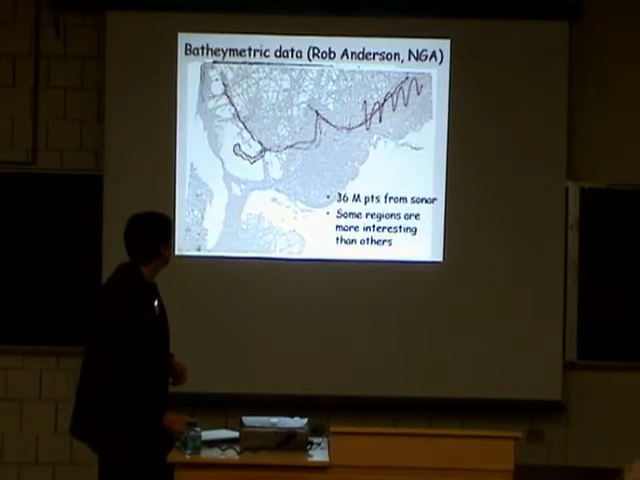 Batheymetric data (Rob Anderson, NGA)
• 36 M pts from sonar
• Some regions are
more interesting
than others